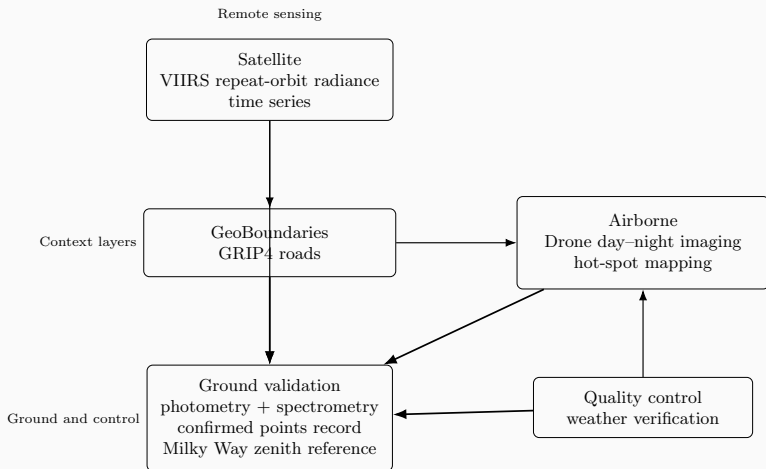 Remote sensing
Satellite
VIIRS repeat-orbit radiance
time series
Context layers
GeoBoundaries
GRIP4 roads
Airborne
Drone day–night imaging
hot-spot mapping
Ground and control
Ground validation
photometry + spectrometry
confirmed points record
Milky Way zenith reference
Quality control
weather verification